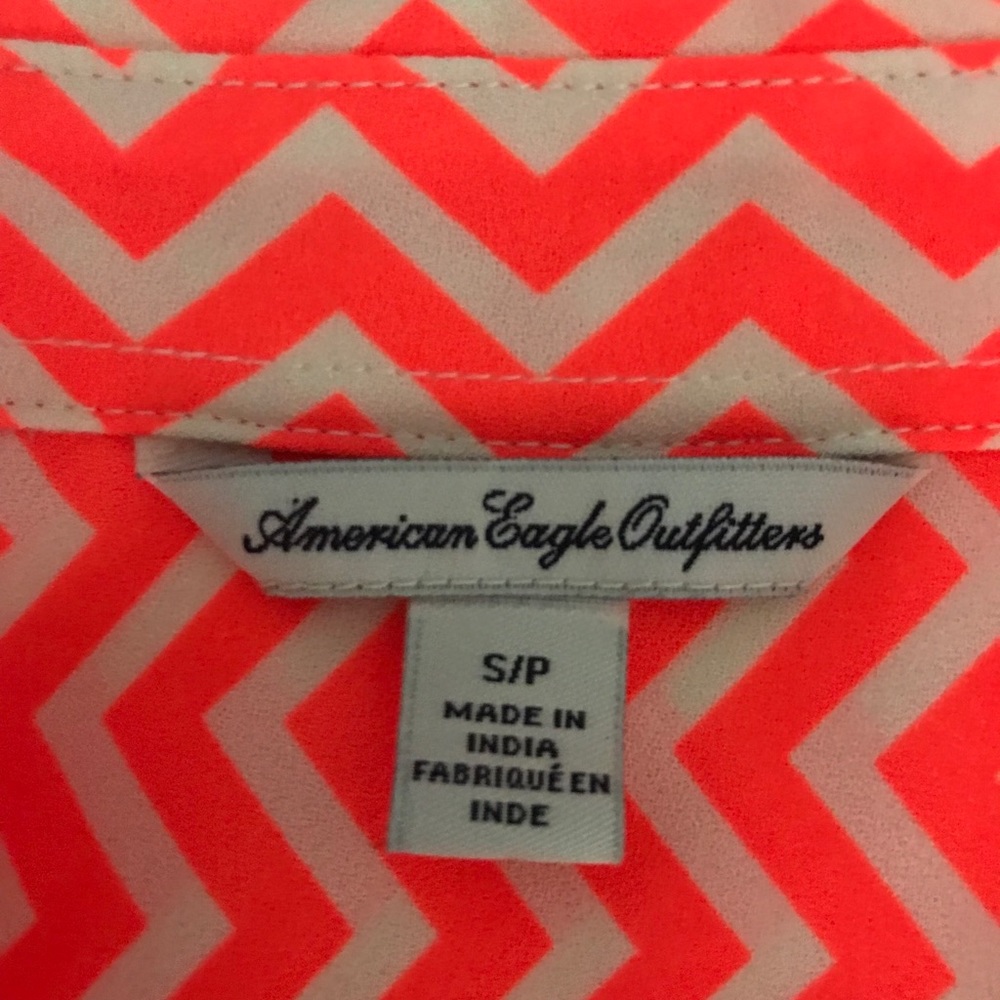 American Eagle Outfitters
S/P
MADE IN
INDIA
FABRIQUÉ EN
INDE